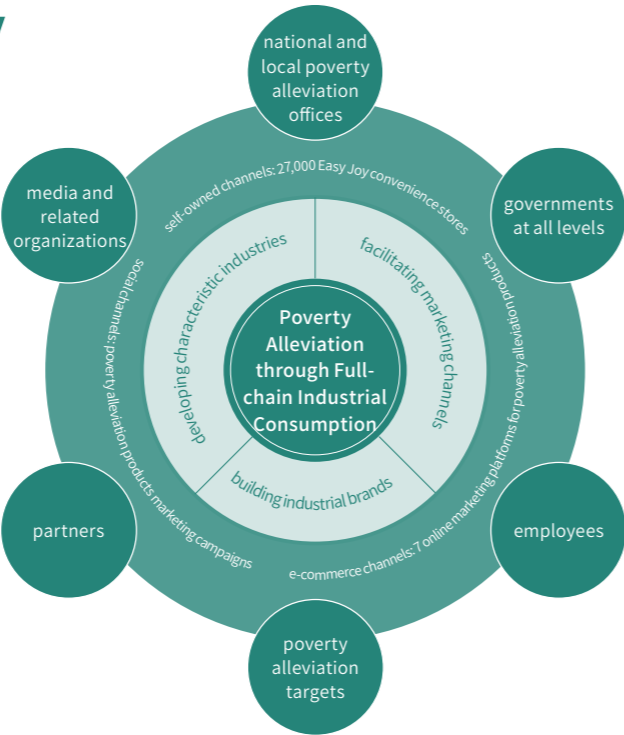 national and
local poverty
alleviation
offices
media and
related
organizations
governments
at all levels
self-owned channels: 27,000 Easy Joy convenience stores
social channels: poverty alleviation products marketing campaigns
e-commerce channels: 7 online marketing platforms for poverty alleviation products
developing characteristic industries
facilitating marketing channels
building industrial brands
Poverty
Alleviation
through Full-
chain Industrial
Consumption
partners
employees
poverty
alleviation
targets